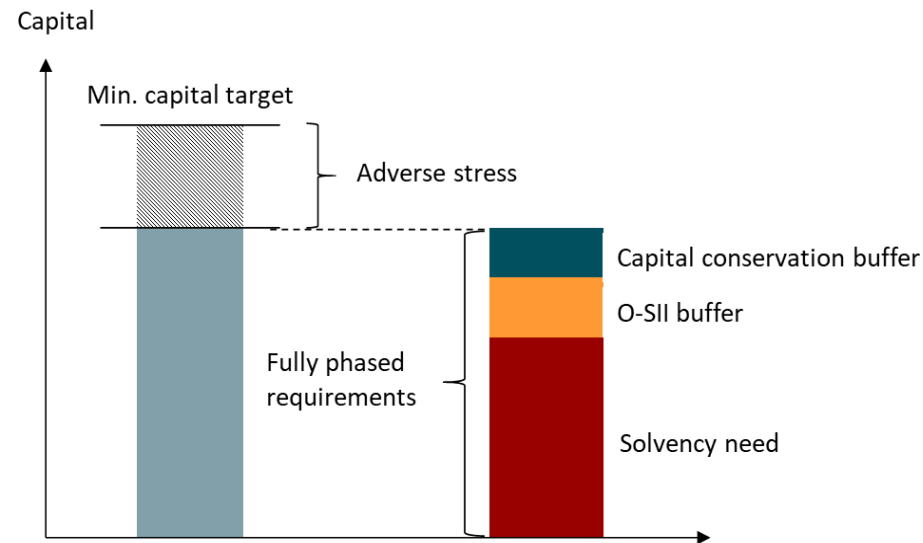 Capital
Min. capital target
Adverse stress
Capital conservation buffer
O-SII buffer
Fully phased
requirements
Solvency need